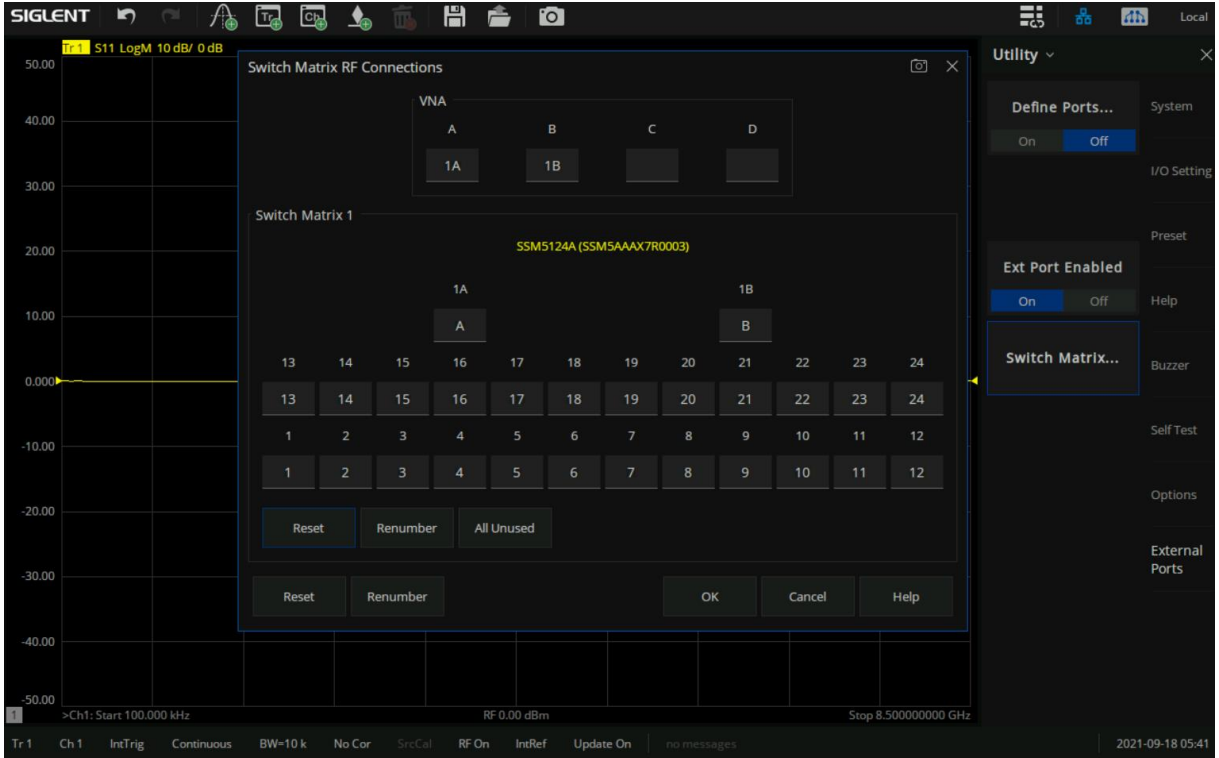 SIGLENT Tr Ch Local
Tr 1 S11 LogM 10 dB/ 0 dB
50.00
40.00
30.00
20.00
10.00
0.000
-10.00
-20.00
-30.00
-40.00
-50.00
Switch Matrix RF Connections
VNA
A B C D
1A 1B
Switch Matrix 1
SSM5124A (SSM5AAAX7R0003)
1A 1B
A B
13 14 15 16 17 18 19 20 21 22 23 24
13 14 15 16 17 18 19 20 21 22 23 24
1 2 3 4 5 6 7 8 9 10 11 12
1 2 3 4 5 6 7 8 9 10 11 12
Reset Renumber All Unused
Reset Renumber OK Cancel Help
Utility
Define Ports...
On Off
Ext Port Enabled
On Off
Switch Matrix...
System
I/O Setting
Preset
Help
Buzzer
Self Test
Options
External
Ports
1 >Ch1: Start 100.000 kHz RF 0.00 dBm Stop 8.500000000 GHz
Tr 1 Ch 1 IntTrig Continuous BW=10 k No Cor SrcCal RF On IntRef Update On no messages 2021-09-18 05:41